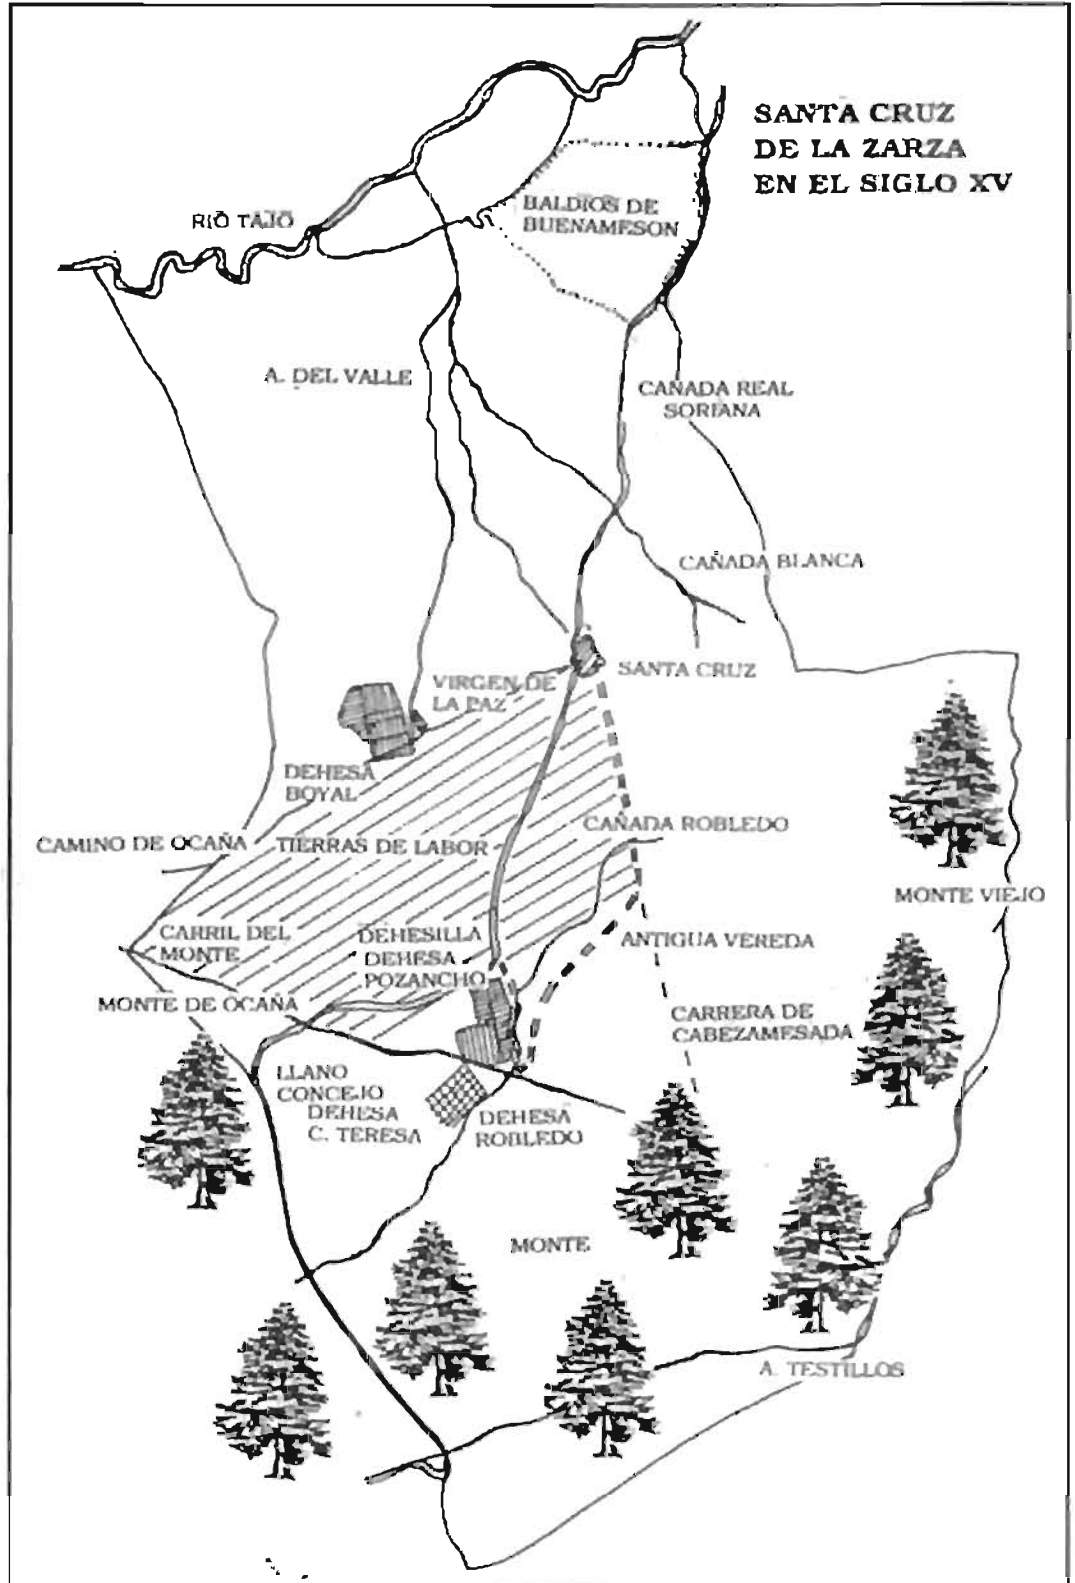 SANTA CRUZ
DE LA ZARZA
EN EL SIGLO XV
RIO TAJO
BALDIOS DE
BUENAMESON
A. DEL VALLE
CAÑADA REAL
SORIANA
CAÑADA BLANCA
SANTA CRUZ
VIRGEN DE
LA PAZ
DEHESA
BOYAL
CAÑADA ROBLEDO
CAMINO DE OCAÑA
TIERRAS DE LABOR
MONTE VIEJO
CARRIL DEL
MONTE
DEHESILLA
DEHESA
POZANCHO
ANTIGUA VEREDA
MONTE DE OCAÑA
CARRERA DE
CABEZAMESADA
LLANO
CONCEJO
DEHESA
C. TERESA
DEHESA
ROBLEDO
MONTE
A. TESTILLOS